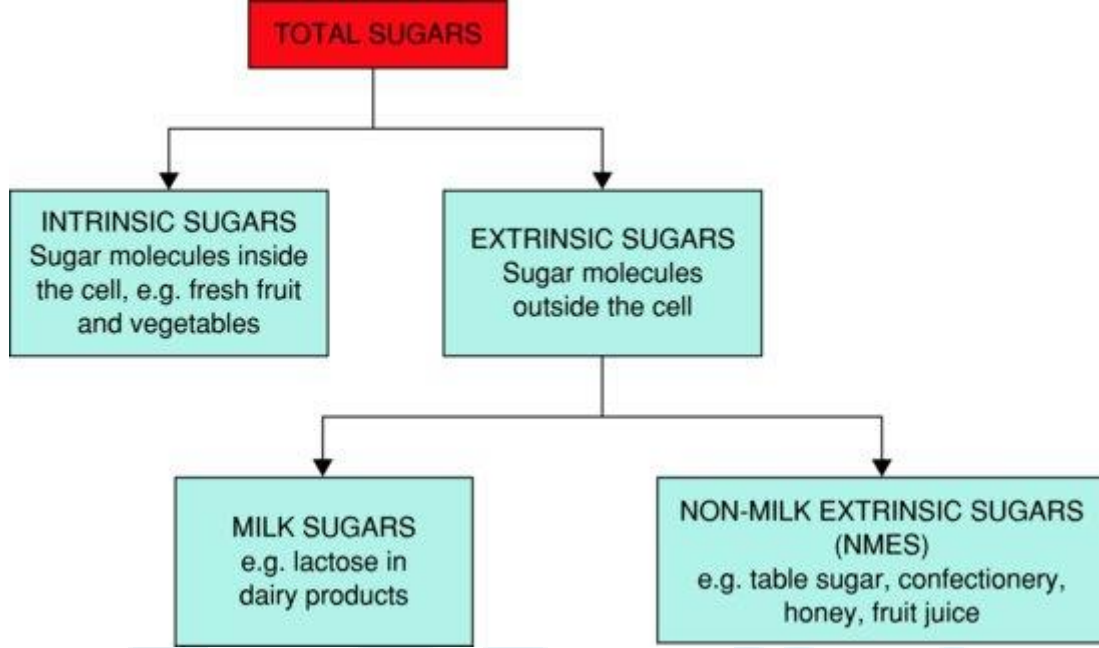 TOTAL SUGARS
INTRINSIC SUGARS
Sugar molecules inside
the cell, e.g. fresh fruit
and vegetables
EXTRINSIC SUGARS
Sugar molecules
outside the cell
MILK SUGARS
e.g. lactose in
dairy products
NON-MILK EXTRINSIC SUGARS
(NMES)
e.g. table sugar, confectionery,
honey, fruit juice